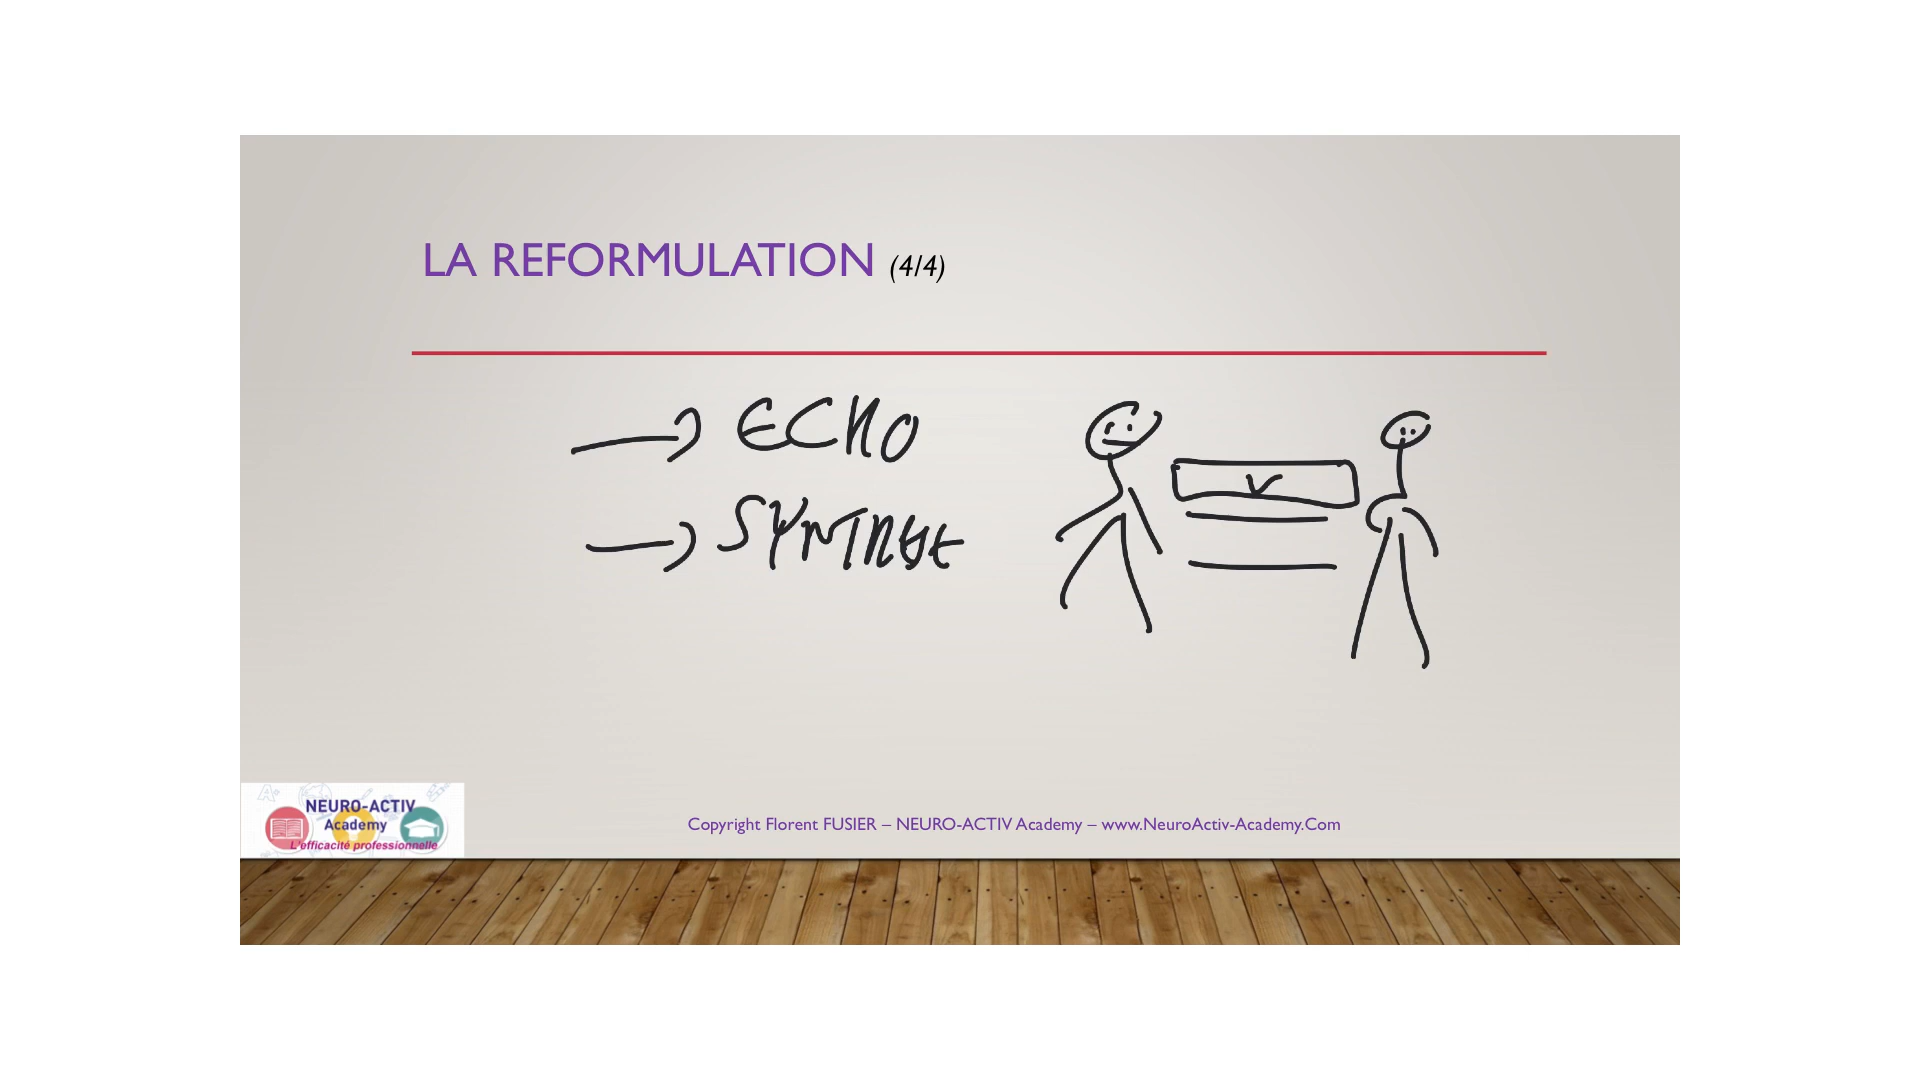 LA REFORMULATION (4/4)
ECHO
V
NEURO-ACTIV
Academy
L'efficacité professionnelle
Copyright Florent FUSIER – NEURO-ACTIV Academy – www.NeuroActiv-Academy.Com